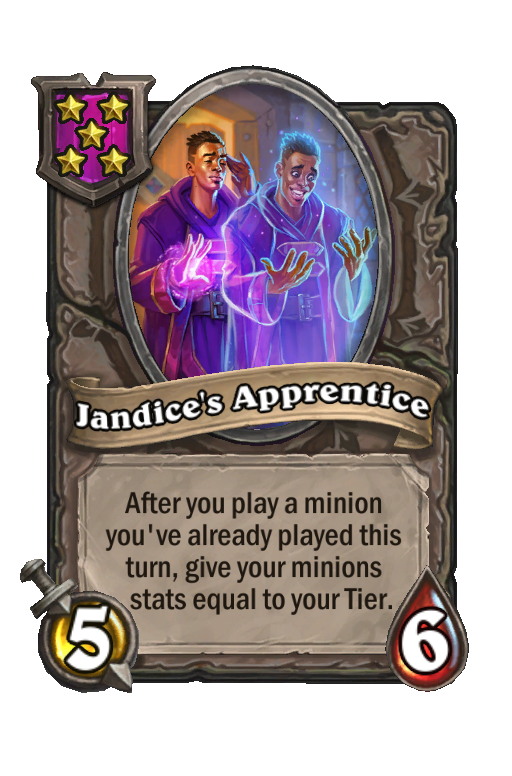 Jandice's Apprentice
After you play a minion
you've already played this
turn, give your minions
stats equal to your Tier.
5
6